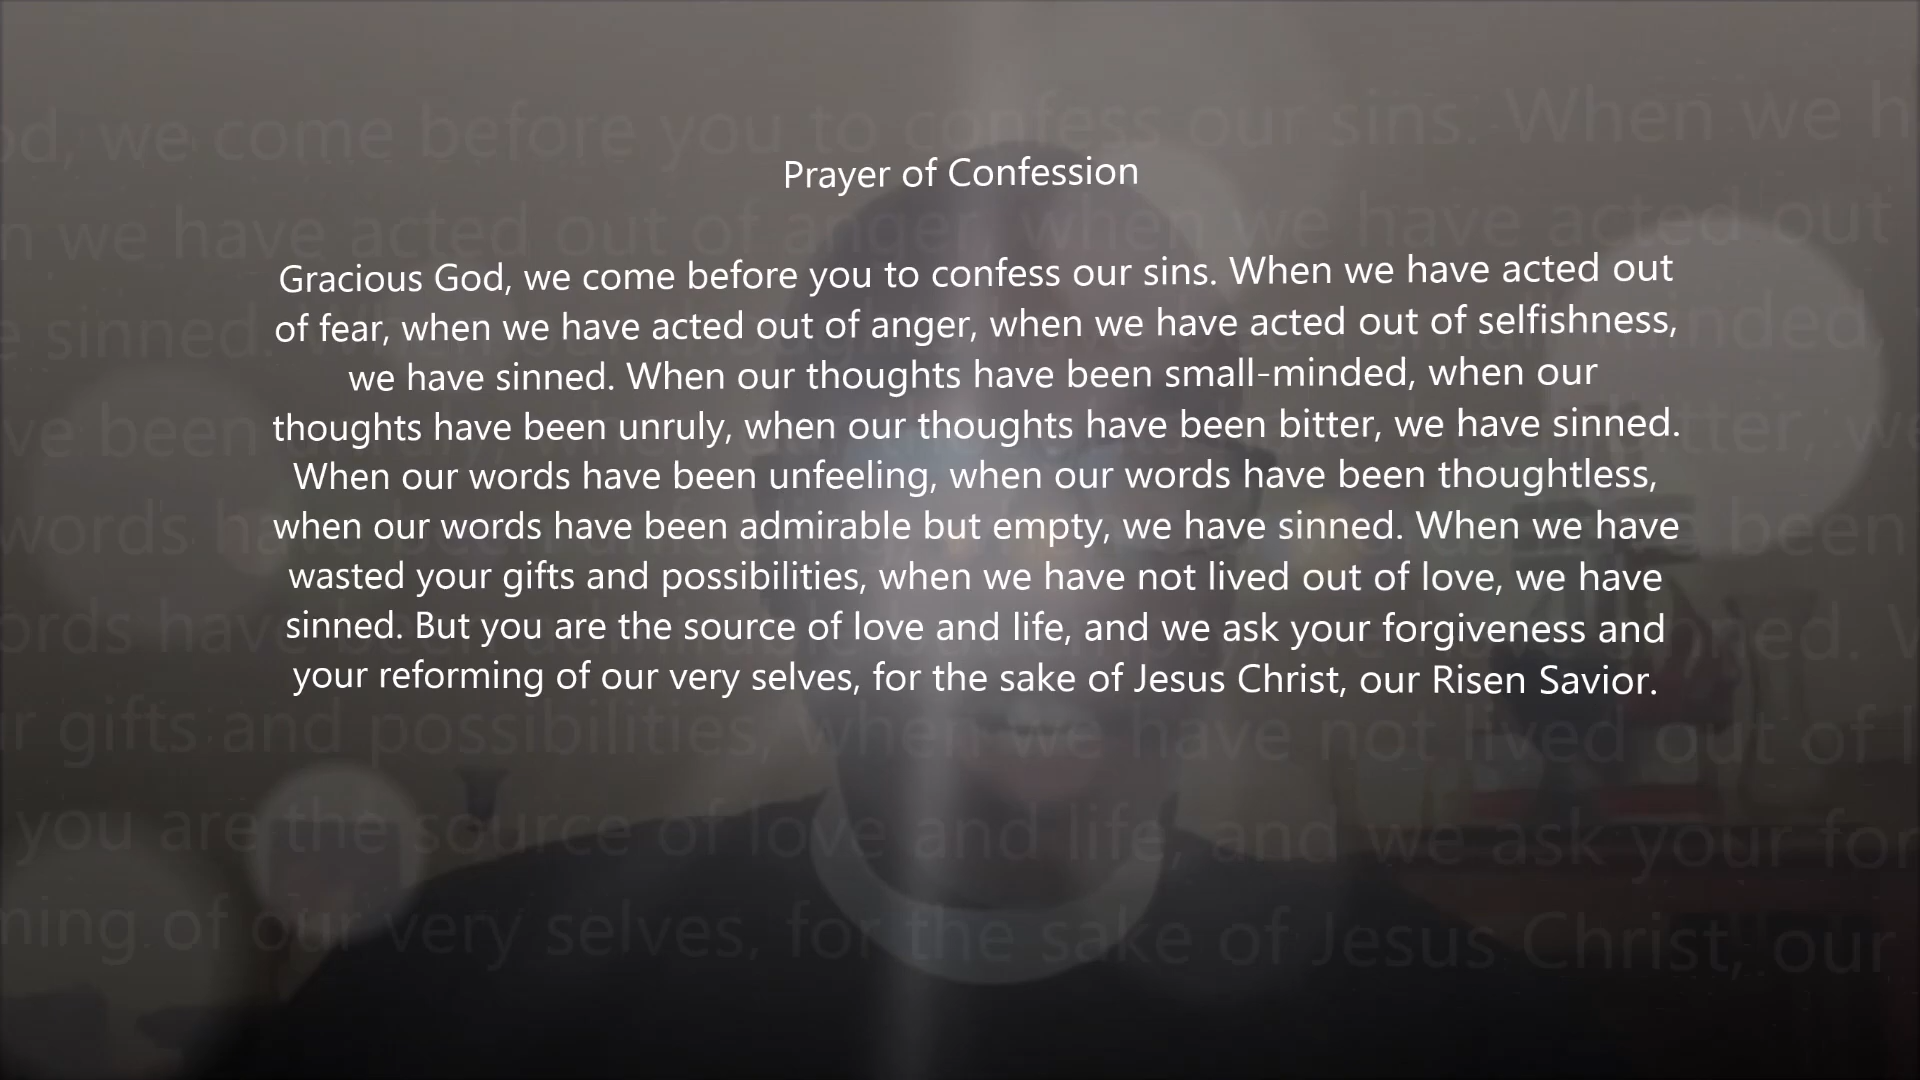 Prayer of Confession
Gracious God, we come before you to confess our sins. When we have acted out
of fear, when we have acted out of anger, when we have acted out of selfishness,
we have sinned. When our thoughts have been small-minded, when our
thoughts have been unruly, when our thoughts have been bitter, we have sinned.
When our words have been unfeeling, when our words have been thoughtless,
when our words have been admirable but empty, we have sinned. When we have
wasted your gifts and possibilities, when we have not lived out of love, we have
sinned. But you are the source of love and life, and we ask your forgiveness and
your reforming of our very selves, for the sake of Jesus Christ, our Risen Savior.